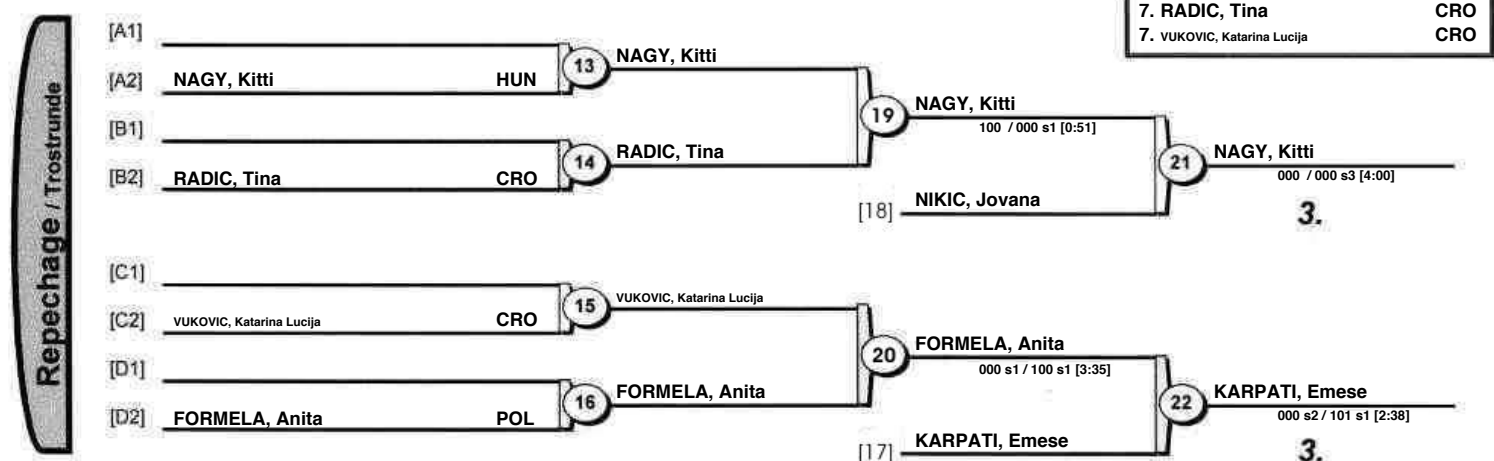 7. RADIC, Tina CRO
7. VUKOVIC, Katarina Lucija CRO
Repechage / Trostrunde
[A1]
[A2] NAGY, Kitti HUN
13
NAGY, Kitti
[B1]
[B2] RADIC, Tina CRO
14
RADIC, Tina
19
NAGY, Kitti
100 / 000 s1 [0:51]
[18] NIKIC, Jovana
21
NAGY, Kitti
000 / 000 s3 [4:00]
3.
[C1]
[C2] VUKOVIC, Katarina Lucija CRO
15
VUKOVIC, Katarina Lucija
[D1]
[D2] FORMELA, Anita POL
16
FORMELA, Anita
20
FORMELA, Anita
000 s1 / 100 s1 [3:35]
[17] KARPATI, Emese
22
KARPATI, Emese
000 s2 / 101 s1 [2:38]
3.